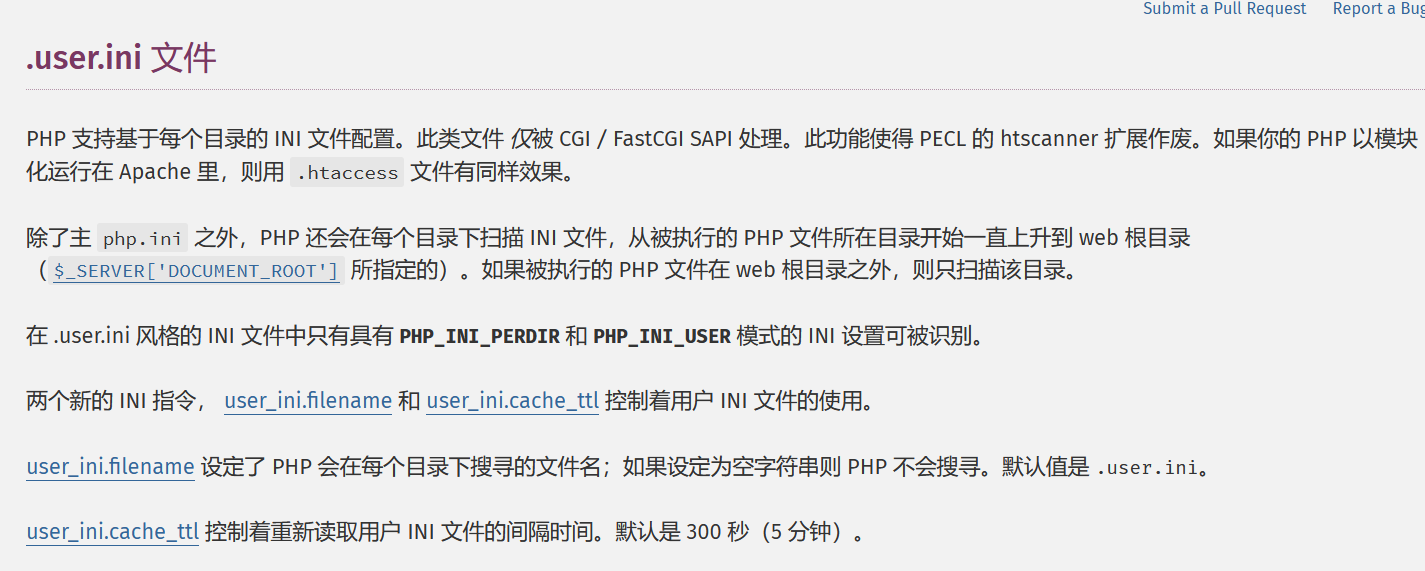 Submit a Pull Request Report a Bug
.user.ini 文件
PHP 支持基于每个目录的 INI 文件配置。此类文件 仅被 CGI / FastCGI SAPI 处理。此功能使得 PECL 的 htscanner 扩展作废。如果你的 PHP 以模块
化运行在 Apache 里，则用 .htaccess 文件有同样效果。
除了主 php.ini 之外，PHP 还会在每个目录下扫描 INI 文件，从被执行的 PHP 文件所在目录开始一直上升到 web 根目录
（$_SERVER['DOCUMENT_ROOT'] 所指定的）。如果被执行的 PHP 文件在 web 根目录之外，则只扫描该目录。
在 .user.ini 风格的 INI 文件中只有具有 PHP_INI_PERDIR 和 PHP_INI_USER 模式的 INI 设置可被识别。
两个新的 INI 指令， user_ini.filename 和 user_ini.cache_ttl 控制着用户 INI 文件的使用。
user_ini.filename 设定了 PHP 会在每个目录下搜寻的文件名；如果设定为空字符串则 PHP 不会搜寻。默认值是 .user.ini。
user_ini.cache_ttl 控制着重新读取用户 INI 文件的间隔时间。默认是 300 秒（5 分钟）。